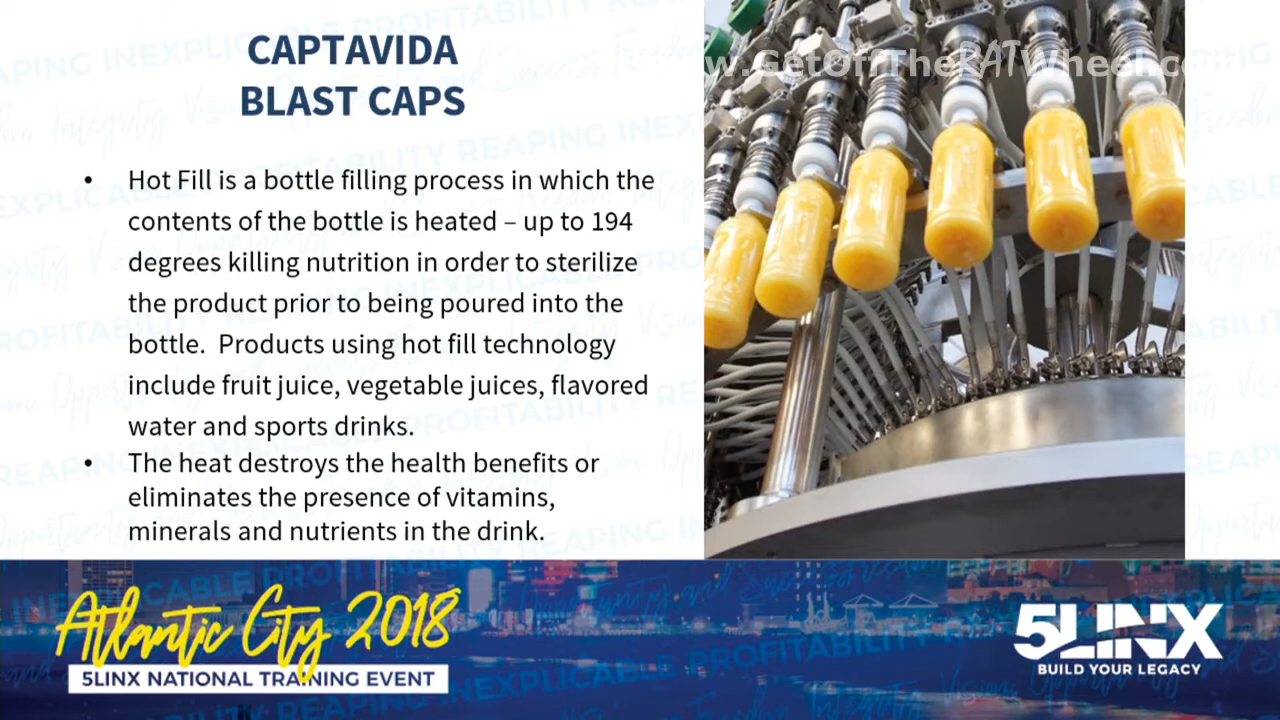 CAPTAVIDA
BLAST CAPS
w.GetOffTheRATWheel.co
• Hot Fill is a bottle filling process in which the
contents of the bottle is heated – up to 194
degrees killing nutrition in order to sterilize
the product prior to being poured into the
bottle. Products using hot fill technology
include fruit juice, vegetable juices, flavored
water and sports drinks.
• The heat destroys the health benefits or
eliminates the presence of vitamins,
minerals and nutrients in the drink.
Atlantic City 2018
5LINX NATIONAL TRAINING EVENT
5LINX
BUILD YOUR LEGACY